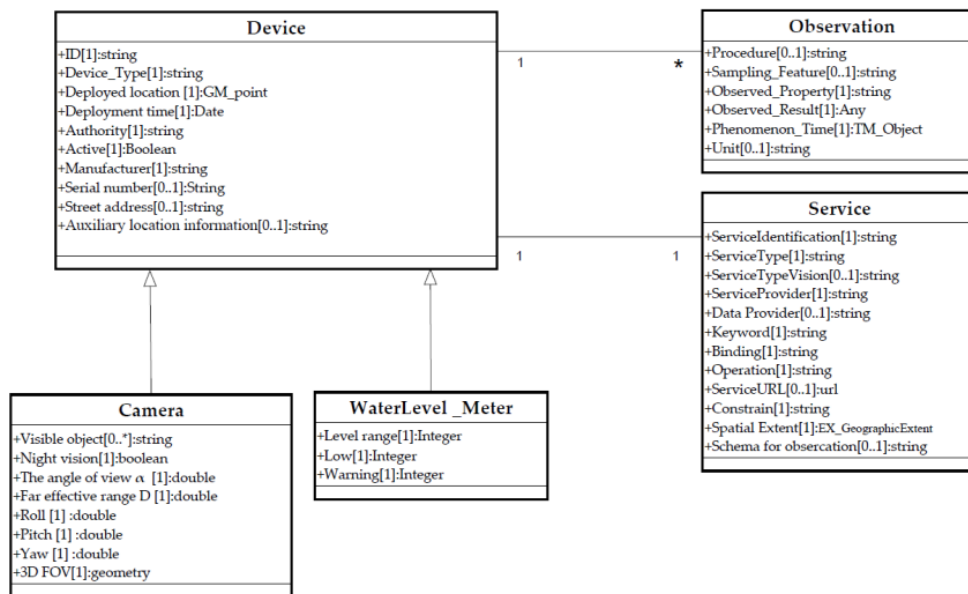 Device
+ID[1]:string
+Device_Type[1]:string
+Deployed location [1]:GM_point
+Deployment time[1]:Date
+Authority[1]:string
+Active[1]:Boolean
+Manufacturer[1]:string
+Serial number[0..1]:String
+Street address[0..1]:string
+Auxiliary location information[0..1]:string
1
*
Observation
+Procedure[0..1]:string
+Sampling_Feature[0..1]:string
+Observed_Property[1]:string
+Observed_Result[1]:Any
+Phenomenon_Time[1]:TM_Object
+Unit[0..1]:string
1
1
Service
+ServiceIdentification[1]:string
+ServiceType[1]:string
+ServiceTypeVision[0..1]:string
+ServiceProvider[1]:string
+Data Provider[0..1]:string
+Keyword[1]:string
+Binding[1]:string
+Operation[1]:string
+ServiceURL[0..1]:url
+Constrain[1]:string
+Spatial Extent[1]:EX_GeographicExtent
+Schema for obsercation[0..1]:string
Camera
+Visible object[0..*]:string
+Night vision[1]:boolean
+The angle of view α [1]:double
+Far effective range D [1]:double
+Roll [1] :double
+Pitch [1] :double
+Yaw [1] :double
+3D FOV[1]:geometry
WaterLevel _Meter
+Level range[1]:Integer
+Low[1]:Integer
+Warning[1]:Integer